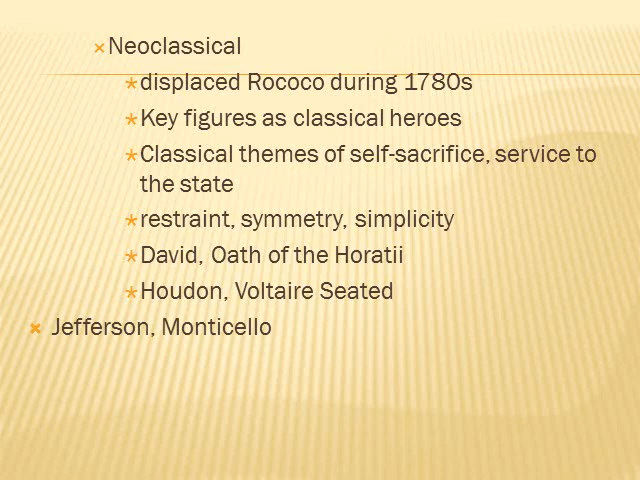 Neoclassical
displaced Rococo during 1780s
Key figures as classical heroes
Classical themes of self-sacrifice, service to
the state
restraint, symmetry, simplicity
David, Oath of the Horatii
Houdon, Voltaire Seated
Jefferson, Monticello